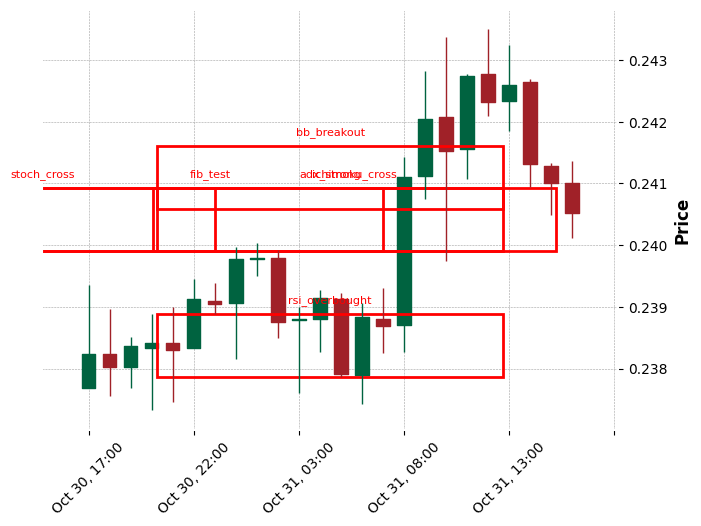 bb_breakout
stoch_cross
fib_test
rsi_overbought
0.243
0.242
0.241
0.240
0.239
0.238
Price
Oct 30, 17:00
Oct 30, 22:00
Oct 31, 03:00
Oct 31, 08:00
Oct 31, 13:00